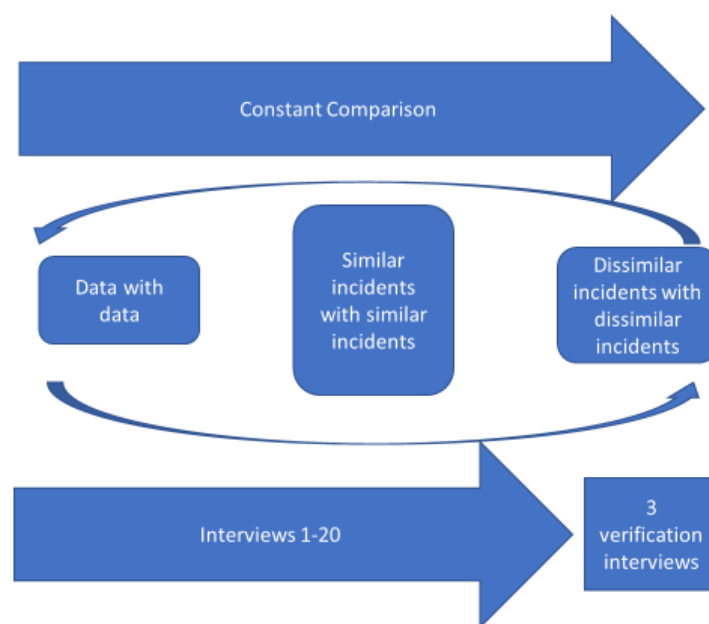 Constant Comparison
Data with
data
Similar
incidents
with similar
incidents
Dissimilar
incidents with
dissimilar
incidents
Interviews 1-20
3
verification
interviews